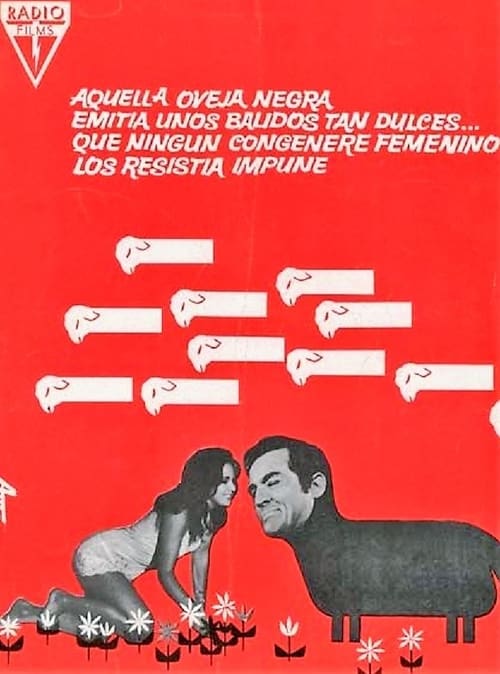 RADIO
FILMS
AQUELLA OVEJA NEGRA
EMITIA UNOS BALIDOS TAN DULCES...
QUE NINGUN CONGENERE FEMENINO
LOS RESISTIA IMPUNE